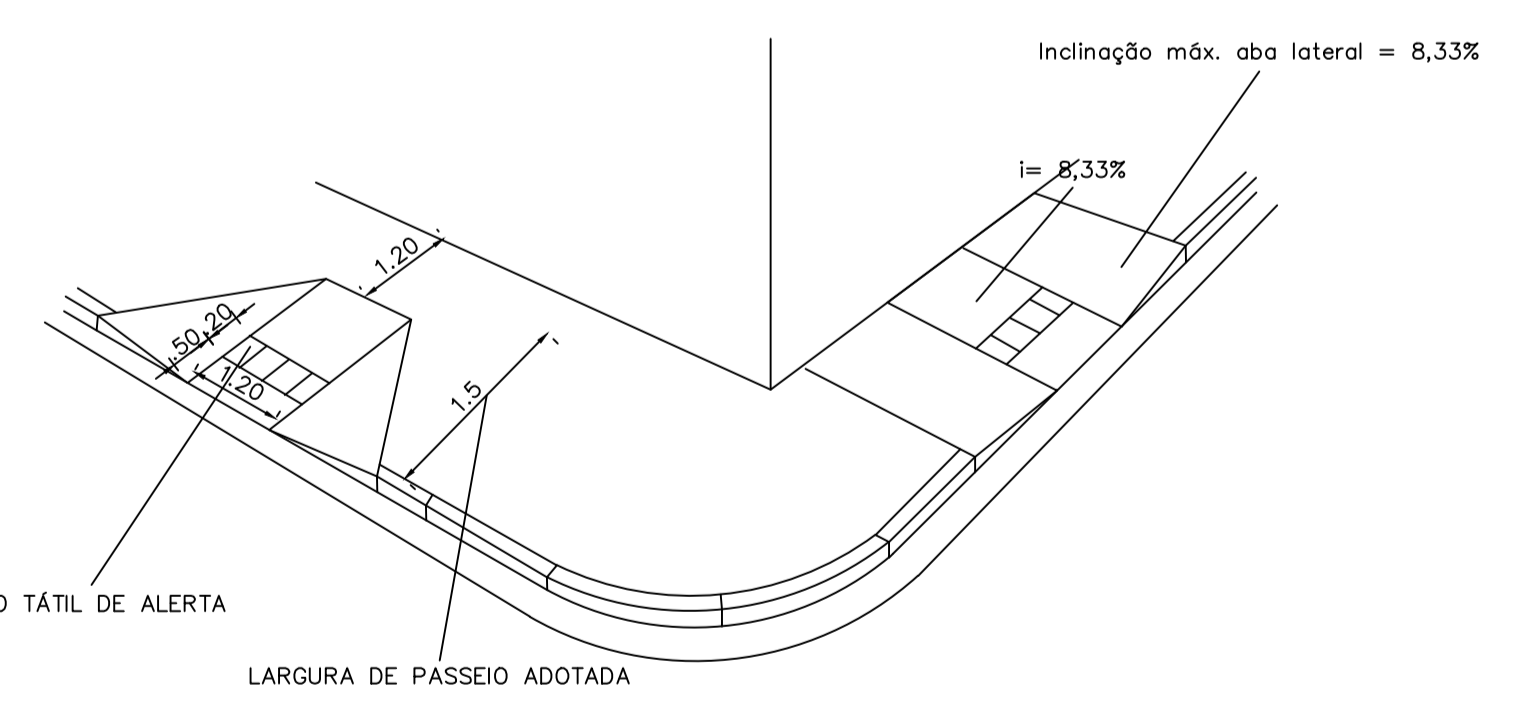 Inclinação máx. aba lateral = 8,33%
i= 8,33%
1.20
.50
.20
1.20
1.5
TÁTIL DE ALERTA
LARGURA DE PASSEIO ADOTADA